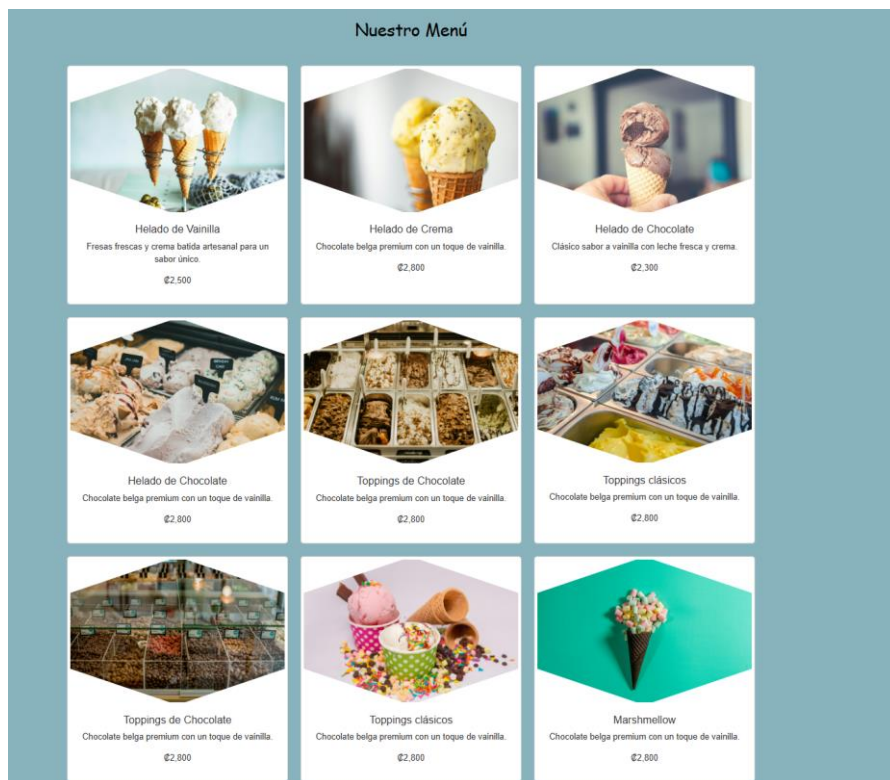 Nuestro Menú
Helado de Vainilla
Fresas frescas y crema batida artesanal para un
sabor único.
₡2,500
Helado de Crema
Chocolate belga premium con un toque de vainilla.
₡2,800
Helado de Chocolate
Clásico sabor a vainilla con leche fresca y crema.
₡2,300
Helado de Chocolate
Chocolate belga premium con un toque de vainilla.
₡2,800
Toppings de Chocolate
Chocolate belga premium con un toque de vainilla.
₡2,800
Toppings clásicos
Chocolate belga premium con un toque de vainilla.
₡2,800
Toppings de Chocolate
Chocolate belga premium con un toque de vainilla.
₡2,800
Toppings clásicos
Chocolate belga premium con un toque de vainilla.
₡2,800
Marshmellow
Chocolate belga premium con un toque de vainilla.
₡2,800